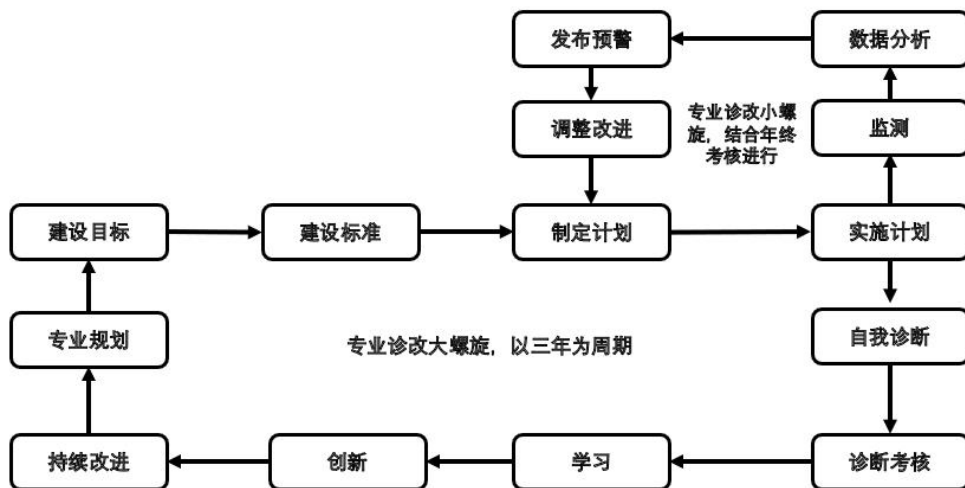 发布预警
数据分析
调整改进
专业诊改小螺
旋，结合年终
考核进行
监测
建设目标
建设标准
制定计划
实施计划
专业规划
专业诊改大螺旋，以三年为周期
自我诊断
持续改进
创新
学习
诊断考核